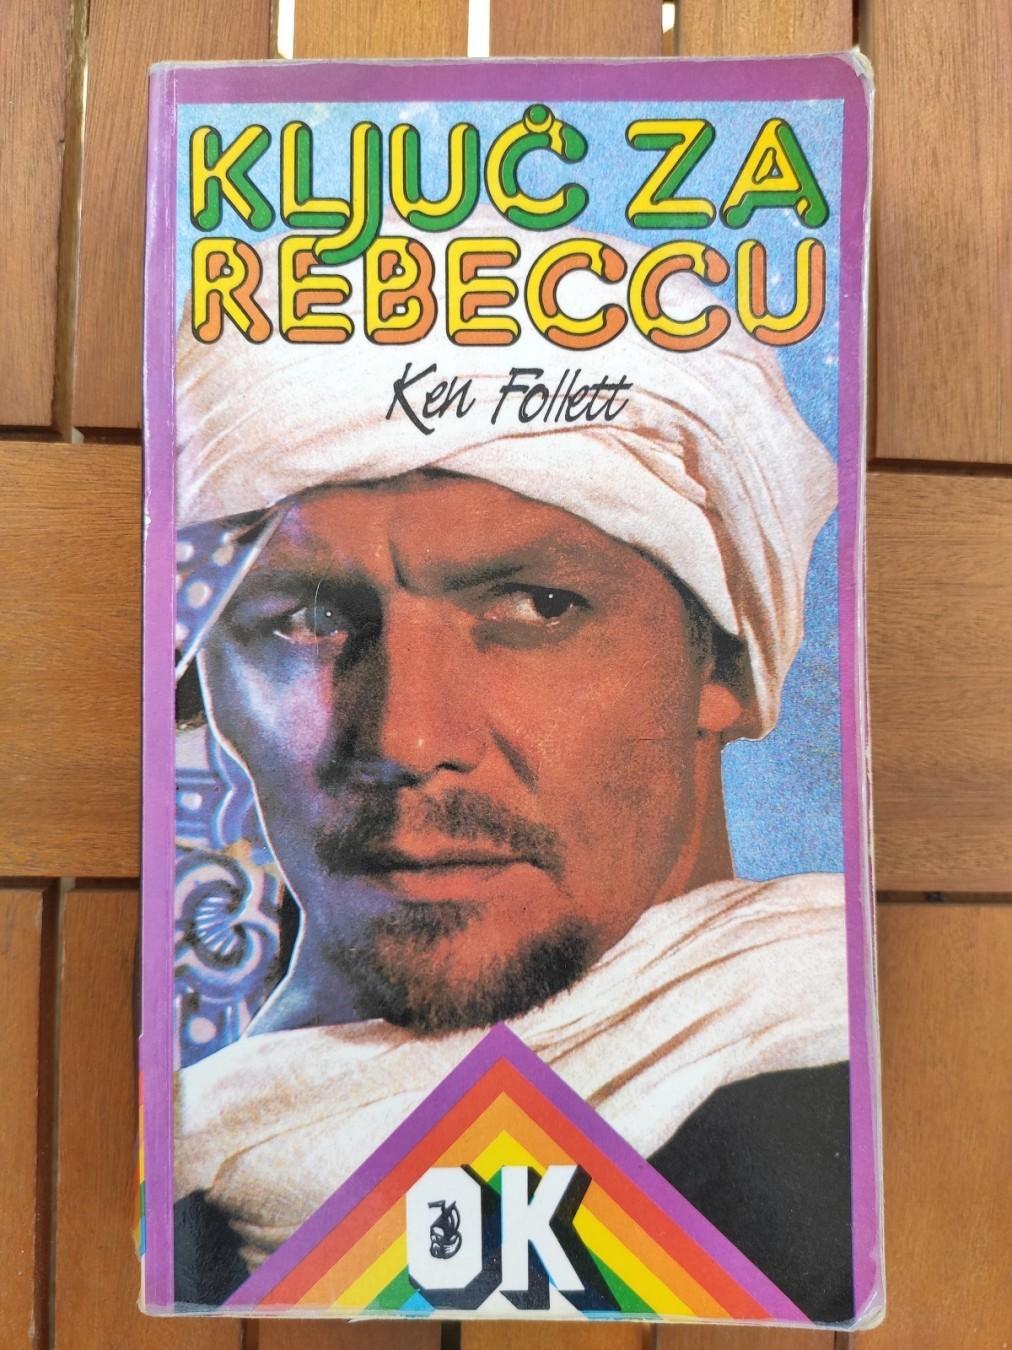 KLJUČ ZA
REBECCU
Ken Follett
OK